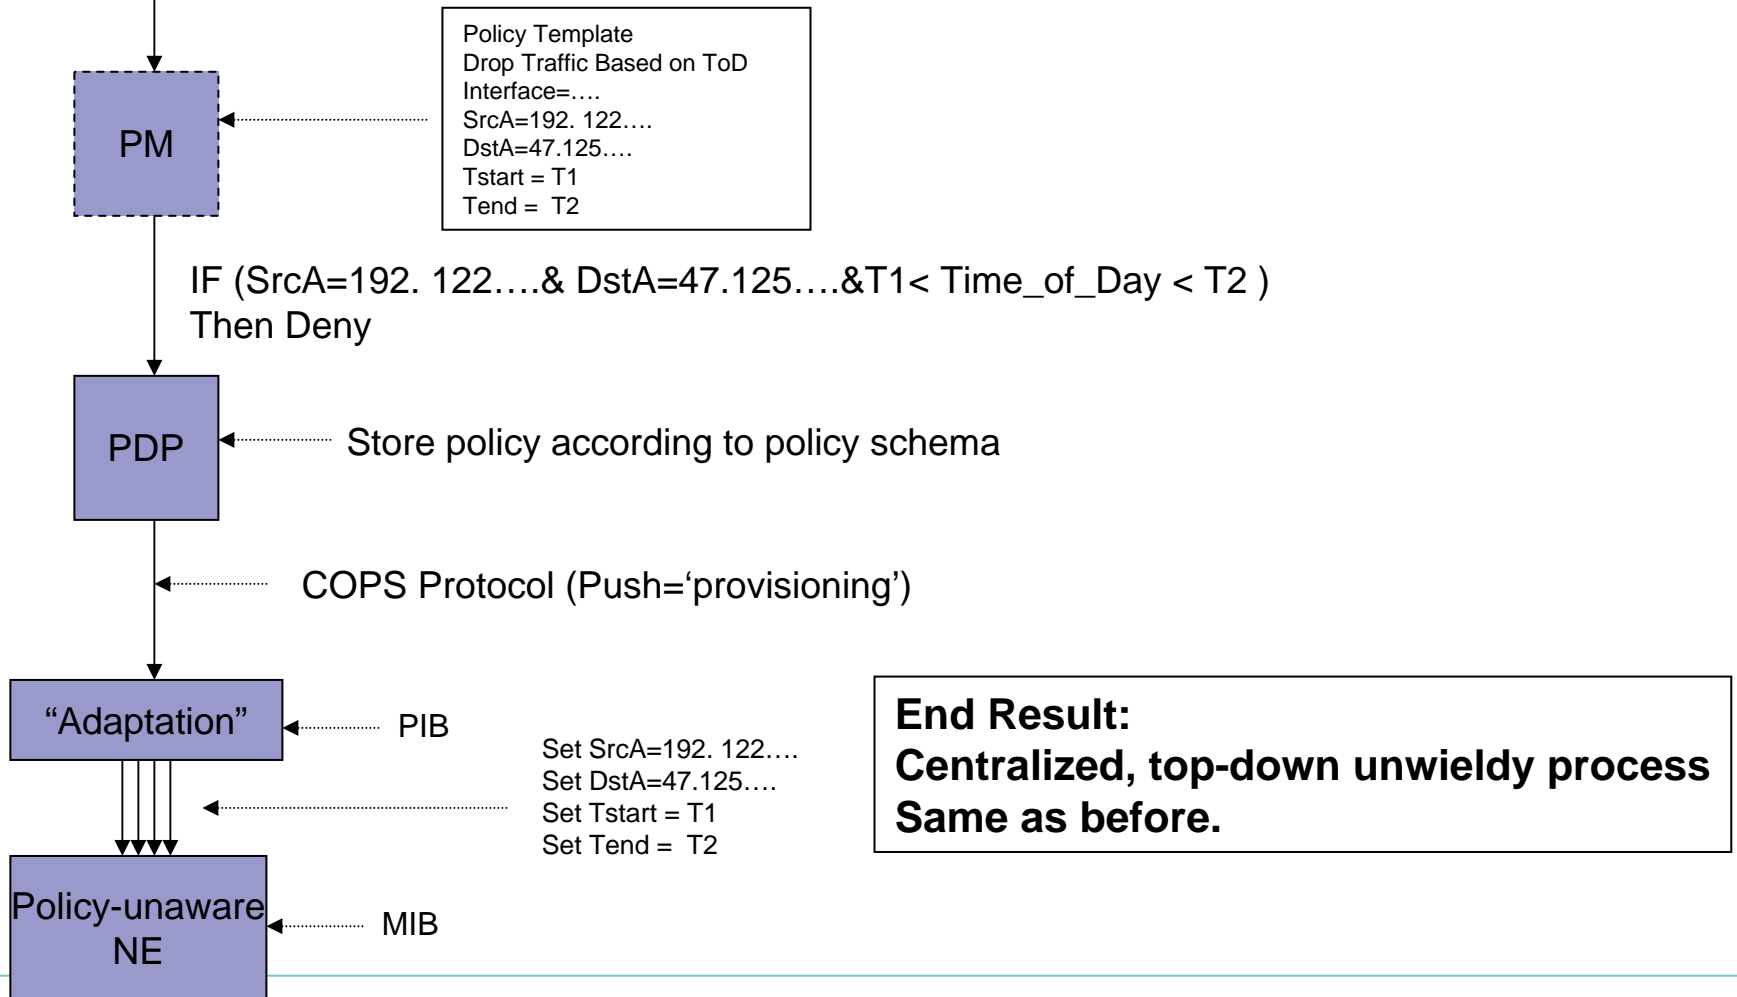 Policy Template
Drop Traffic Based on ToD
Interface=….
SrcA=192. 122….
DstA=47.125….
Tstart = T1
Tend =  T2
PM
IF (SrcA=192. 122….& DstA=47.125….&T1< Time_of_Day < T2 )
Then Deny
PDP
Store policy according to policy schema
COPS Protocol (Push=‘provisioning’)
“Adaptation”
PIB
Set SrcA=192. 122….
Set DstA=47.125….
Set Tstart = T1
Set Tend =  T2
End Result:
Centralized, top-down unwieldy process
Same as before.
Policy-unaware
NE
MIB